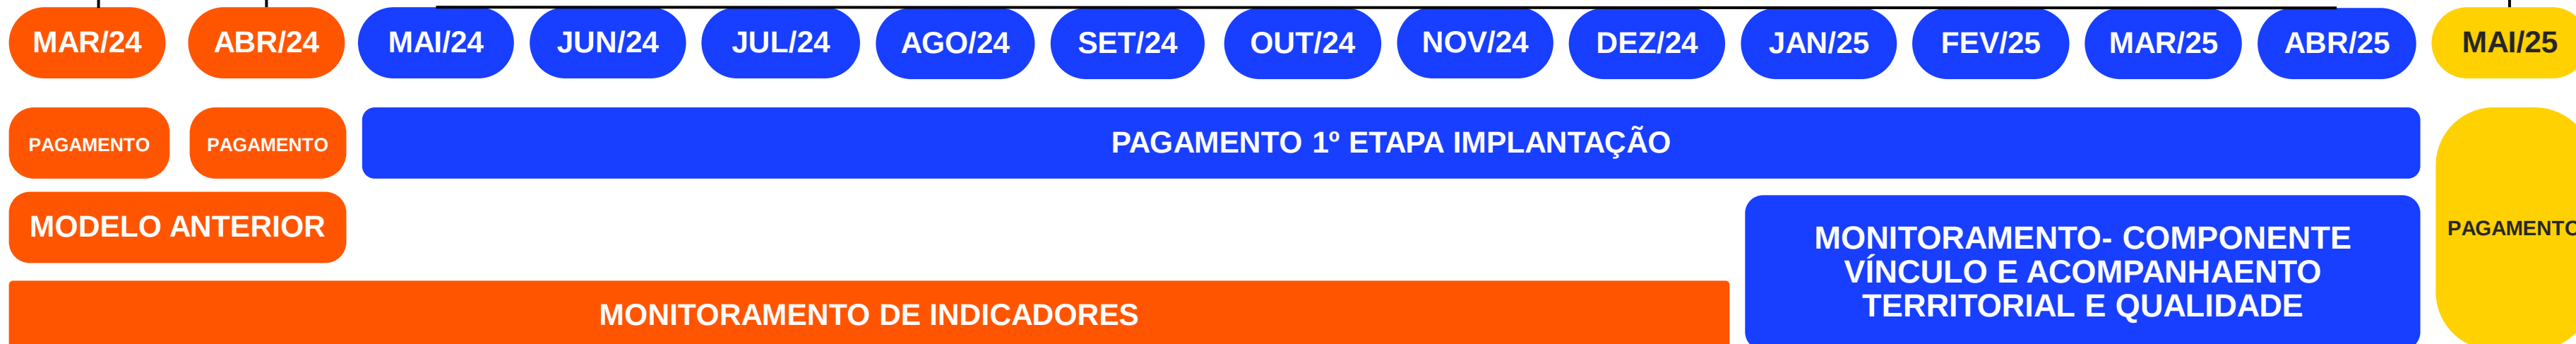 MAR/24 ABR/24 MAI/24 JUN/24 JUL/24 AGO/24 SET/24 OUT/24 NOV/24 DEZ/24 JAN/25 FEV/25 MAR/25 ABR/25 MAI/25
PAGAMENTO PAGAMENTO PAGAMENTO 1º ETAPA IMPLANTAÇÃO
MODELO ANTERIOR
MONITORAMENTO- COMPONENTE
VÍNCULO E ACOMPANHAENTO
TERRITORIAL E QUALIDADE
PAGAMENTO
MONITORAMENTO DE INDICADORES